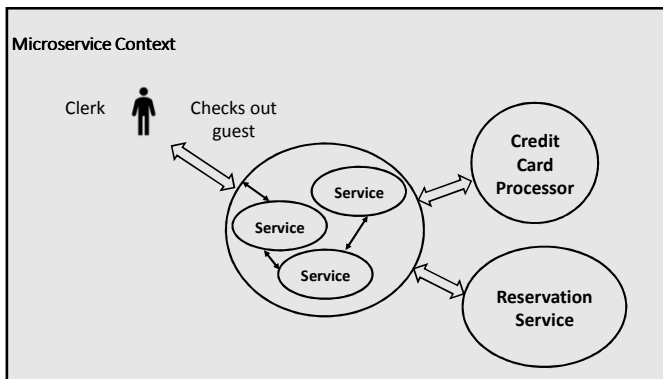 Microservice Context
Clerk
Checks out
guest
Service
Service
Service
Credit
Card
Processor
Reservation
Service